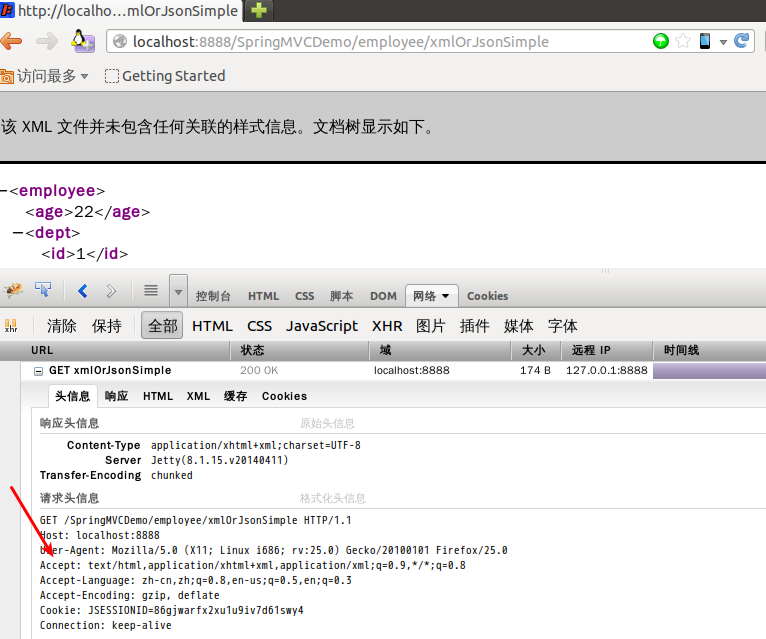 http://localho…mlOrJsonSimple
localhost:8888/SpringMVCDemo/employee/xmlOrJsonSimple
访问最多 Getting Started
该 XML 文件并未包含任何关联的样式信息。文档树显示如下。
−<employee>
<age>22</age>
−<dept>
<id>1</id>
控制台 HTML CSS 脚本 DOM 网络 Cookies
xhr 清除 保持 全部 HTML CSS JavaScript XHR 图片 插件 媒体 字体
URL 状态 域 大小 远程 IP 时间线
GET xmlOrJsonSimple 200 OK localhost:8888 174 B 127.0.0.1:8888
头信息 响应 HTML XML 缓存 Cookies
响应头信息 原始头信息
Content-Type application/xhtml+xml;charset=UTF-8
Server Jetty(8.1.15.v20140411)
Transfer-Encoding chunked
请求头信息 格式化头信息
GET /SpringMVCDemo/employee/xmlOrJsonSimple HTTP/1.1
Host: localhost:8888
User-Agent: Mozilla/5.0 (X11; Linux i686; rv:25.0) Gecko/20100101 Firefox/25.0
Accept: text/html,application/xhtml+xml,application/xml;q=0.9,*/*;q=0.8
Accept-Language: zh-cn,zh;q=0.8,en-us;q=0.5,en;q=0.3
Accept-Encoding: gzip, deflate
Cookie: JSESSIONID=86gjwarfx2xu1u9iv7d61swy4
Connection: keep-alive